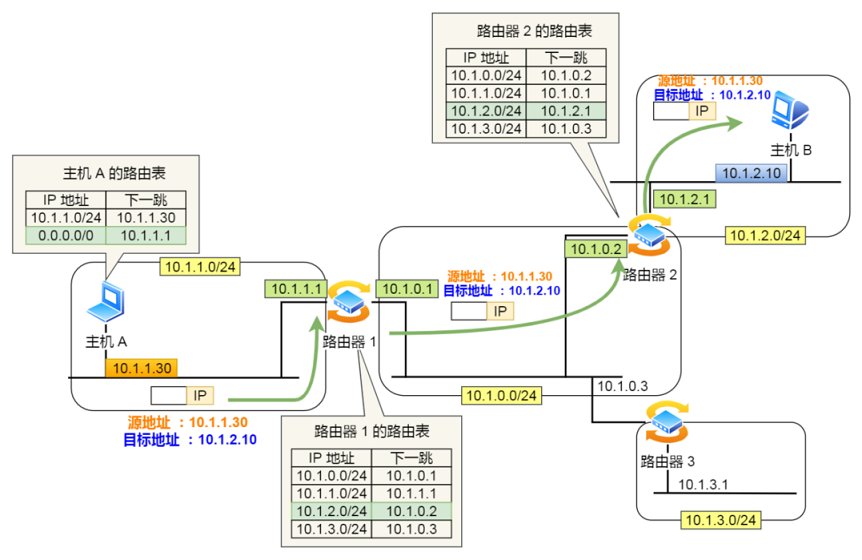 路由器 2 的路由表
IP 地址 下一跳
10.1.0.0/24 10.1.0.2
10.1.1.0/24 10.1.0.1
10.1.2.0/24 10.1.2.1
10.1.3.0/24 10.1.0.3
源地址 ：10.1.1.30
目标地址 ：10.1.2.10
IP
主机 B
10.1.2.10
10.1.2.1
10.1.2.0/24
主机 A 的路由表
IP 地址 下一跳
10.1.1.0/24 10.1.1.30
0.0.0.0/0 10.1.1.1
10.1.1.0/24
主机 A
10.1.1.30
IP
源地址 ：10.1.1.30
目标地址 ：10.1.2.10
10.1.1.1
10.1.0.1
路由器 1
源地址 ：10.1.1.30
目标地址 ：10.1.2.10
IP
10.1.0.2
路由器 2
10.1.0.0/24
10.1.0.3
路由器 1 的路由表
IP 地址 下一跳
10.1.0.0/24 10.1.0.1
10.1.1.0/24 10.1.1.1
10.1.2.0/24 10.1.0.2
10.1.3.0/24 10.1.0.3
路由器 3
10.1.3.1
10.1.3.0/24